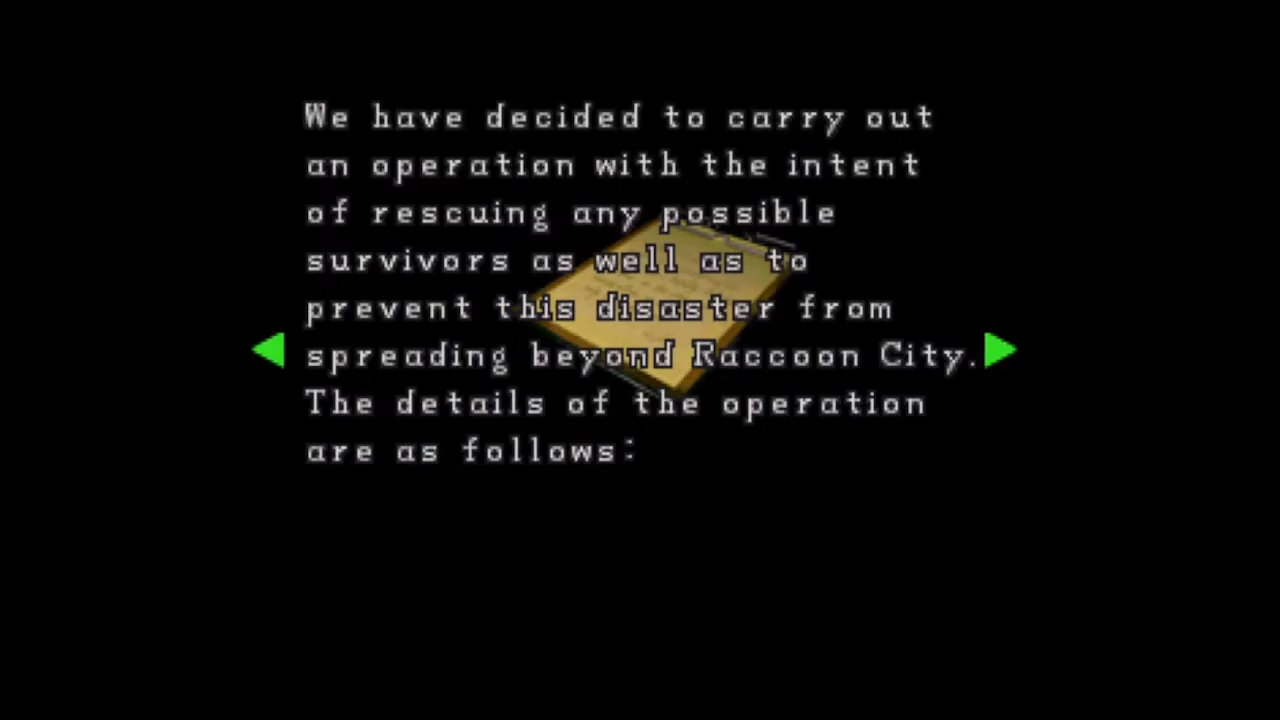 We have decided to carry out
an operation with the intent
of rescuing any possible
survivors as well as to
prevent this disaster from
spreading beyond Raccoon City.
The details of the operation
are as follows: